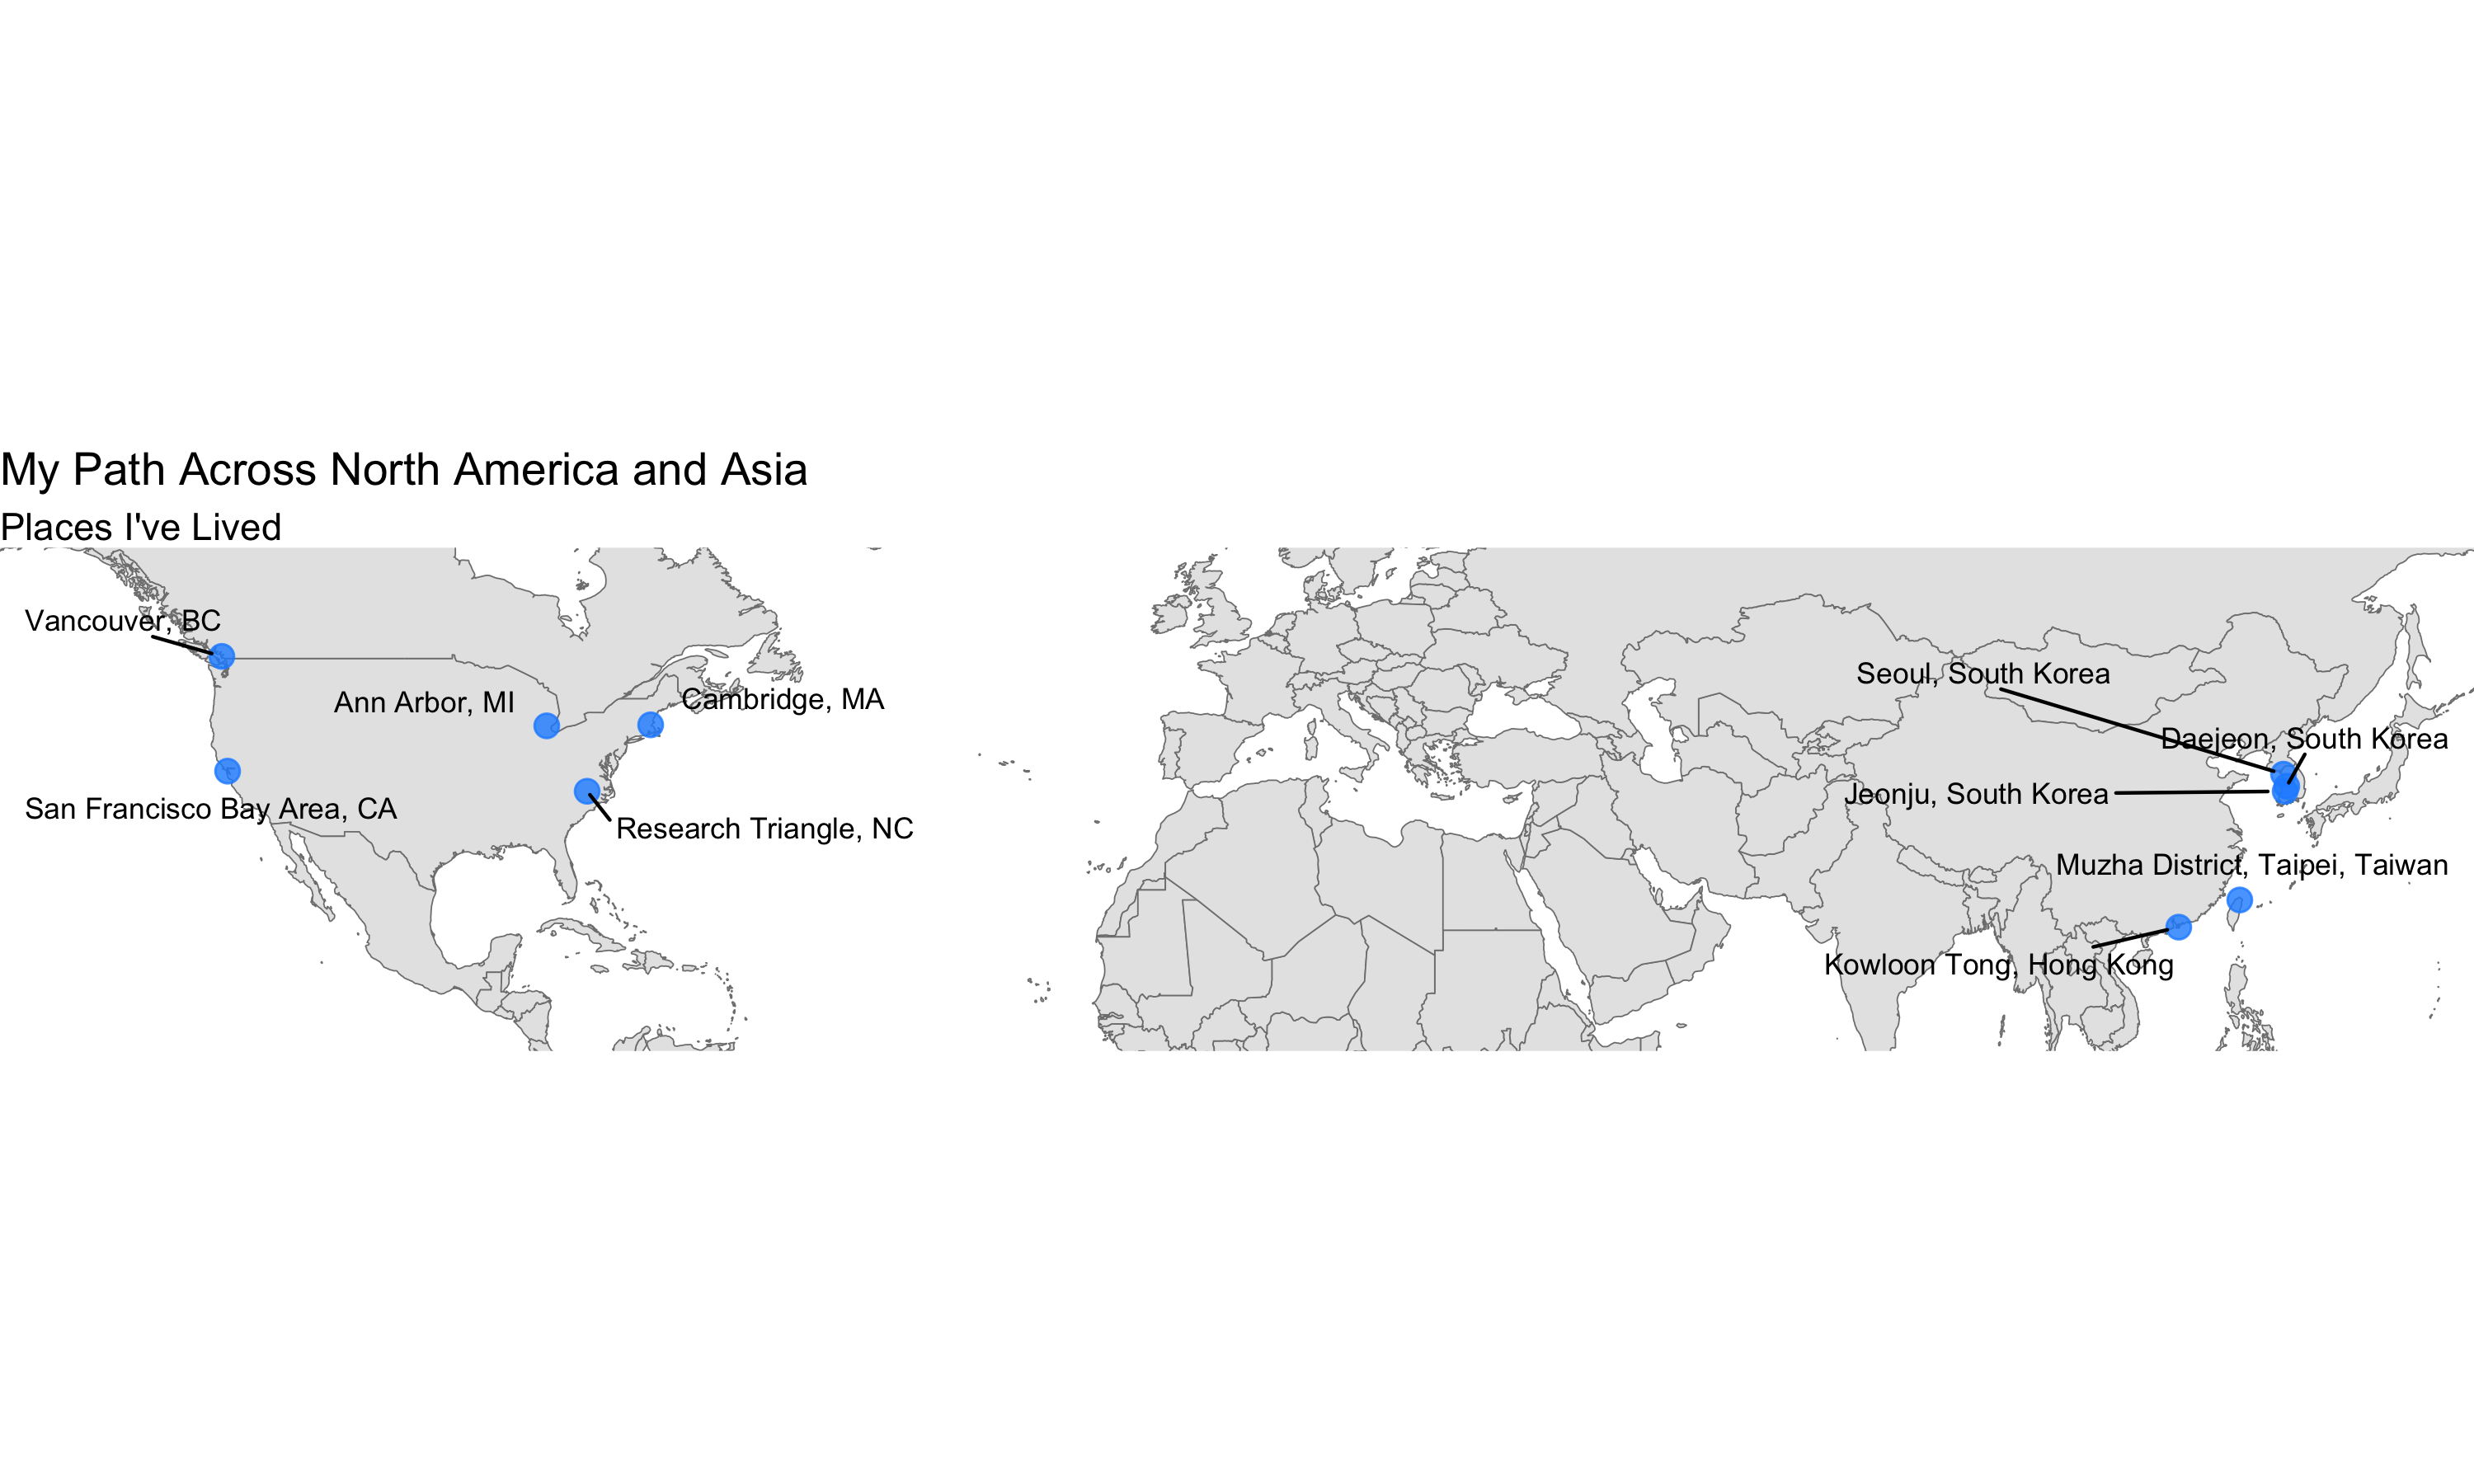 My Path Across North America and Asia
Places I've Lived
Vancouver, BC
Ann Arbor, MI
Cambridge, MA
San Francisco Bay Area, CA
Research Triangle, NC
Seoul, South Korea
Daejeon, South Korea
Jeonju, South Korea
Muzha District, Taipei, Taiwan
Kowloon Tong, Hong Kong